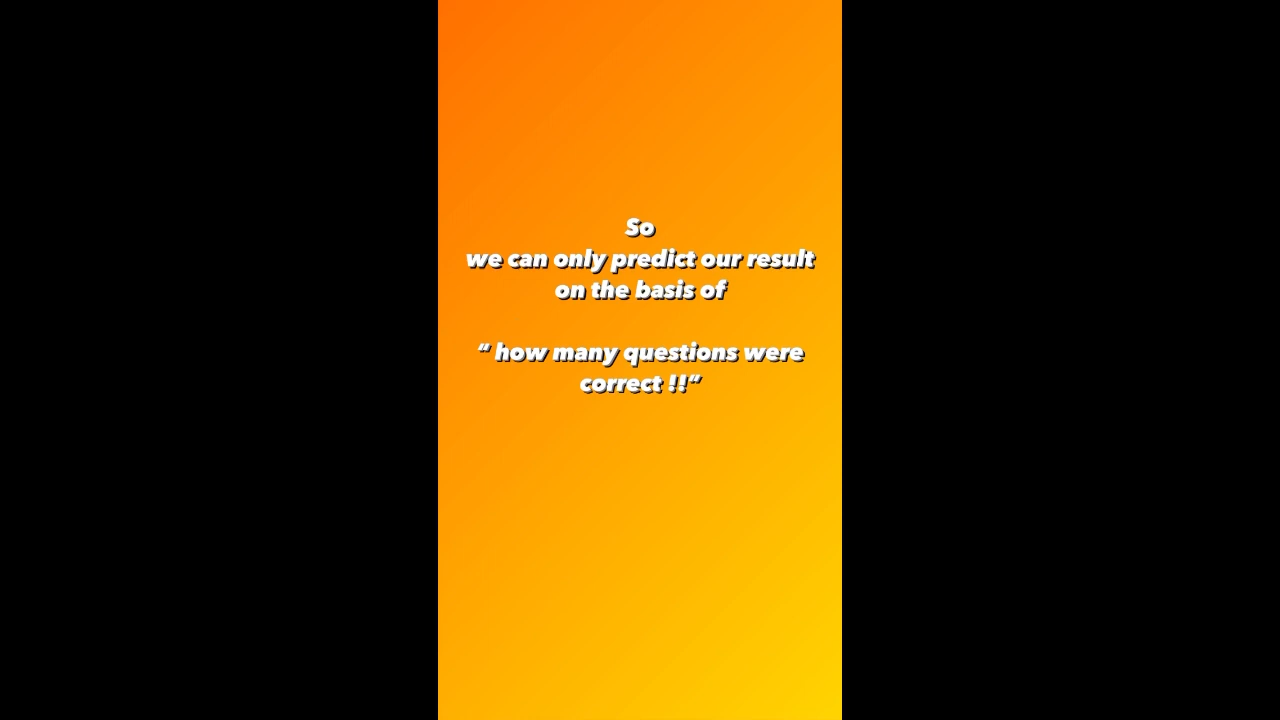 So
we can only predict our result
on the basis of
“ how many questions were
correct !!”